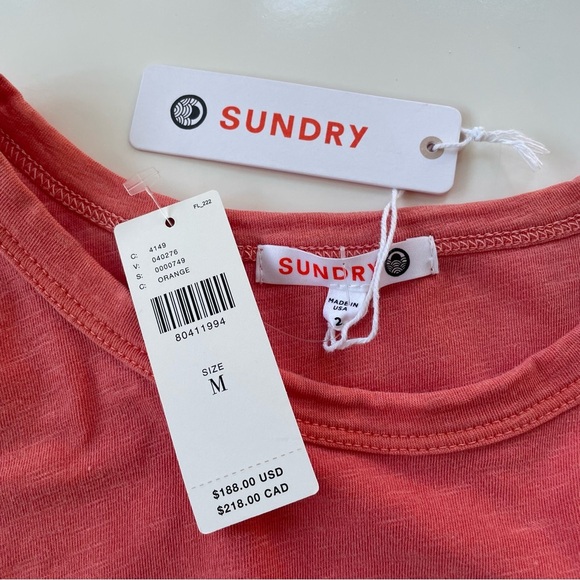 SUNDRY
FL_222
C: 4149
V: 040276
S: 0000749
C: ORANGE
80411994
SIZE
M
$188.00 USD
$218.00 CAD
SUNDRY
MADE IN
USA
2